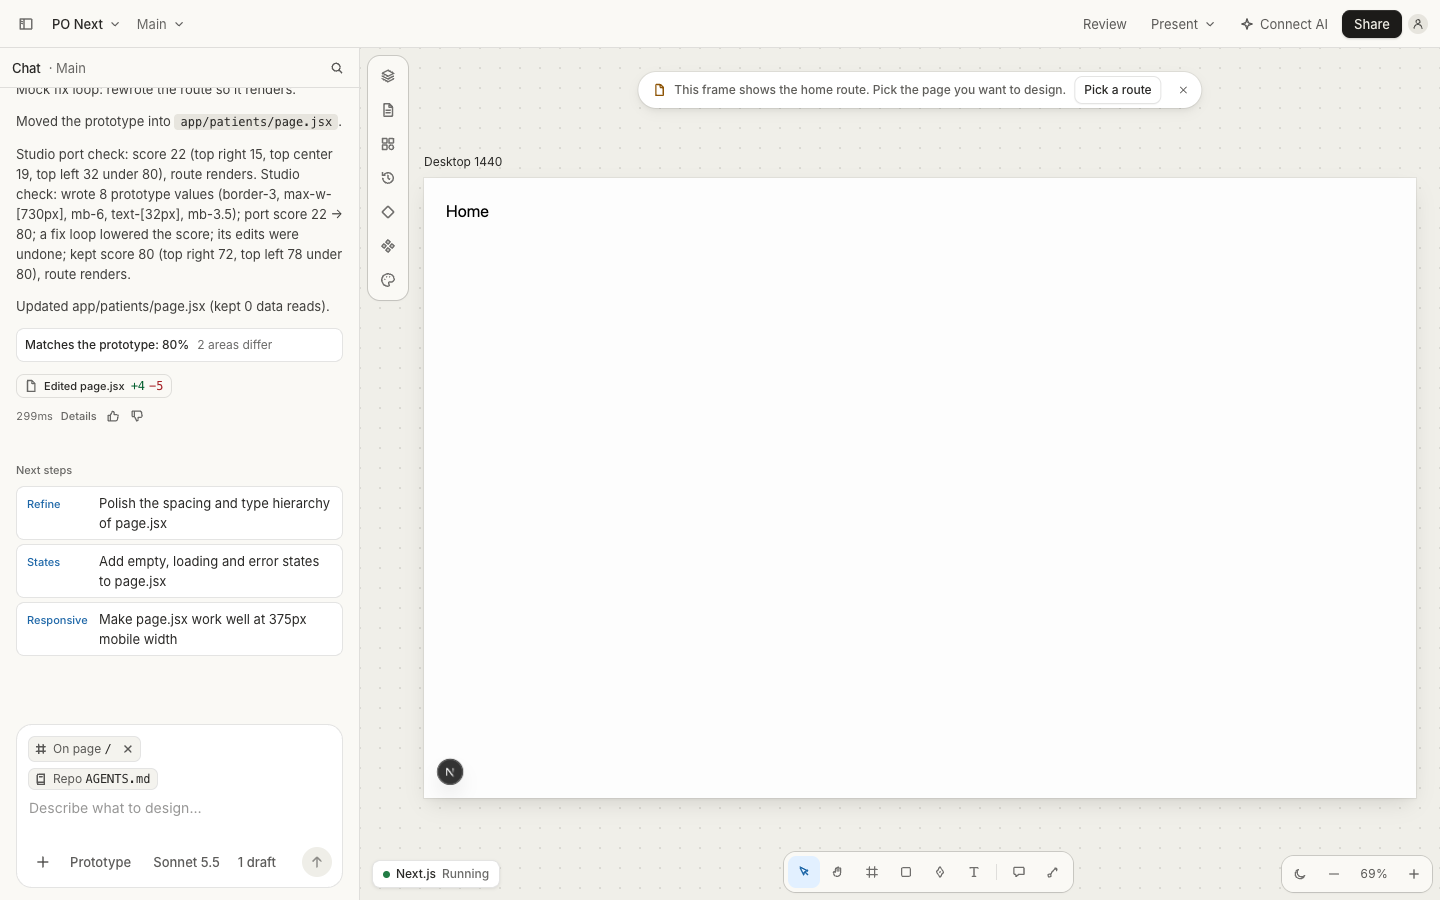 PO Next
Main
Review
Present
Connect AI
Share
Chat · Main
Mock fix loop: rewrote the route so it renders.
Moved the prototype into app/patients/page.jsx.
Studio port check: score 22 (top right 15, top center
19, top left 32 under 80), route renders. Studio
check: wrote 8 prototype values (border-3, max-w-
[730px], mb-6, text-[32px], mb-3.5); port score 22 →
80; a fix loop lowered the score; its edits were
undone; kept score 80 (top right 72, top left 78 under
80), route renders.
Updated app/patients/page.jsx (kept 0 data reads).
Matches the prototype: 80% 2 areas differ
Edited page.jsx +4 −5
299ms Details
Next steps
Refine
Polish the spacing and type hierarchy
of page.jsx
States
Add empty, loading and error states
to page.jsx
Responsive
Make page.jsx work well at 375px
mobile width
On page /
Repo AGENTS.md
Describe what to design...
Prototype
Sonnet 5.5
1 draft
This frame shows the home route. Pick the page you want to design.
Pick a route
Desktop 1440
Home
N
Next.js Running
T
69%